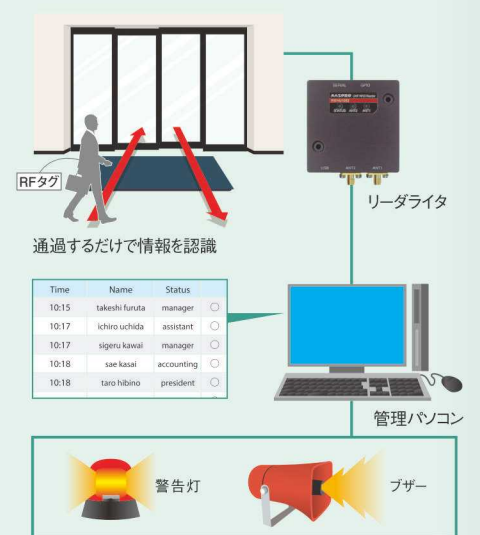 SERIAL GPIO
RFタグ
リーダライタ
通過するだけで情報を認識
Time Name Status
10:15 takeshi furuta manager ○
10:17 ichiro uchida assistant ○
10:17 sigeru kawai manager ○
10:18 sae kasai accounting ○
10:18 taro hibino president ○
管理パソコン
警告灯
ブザー